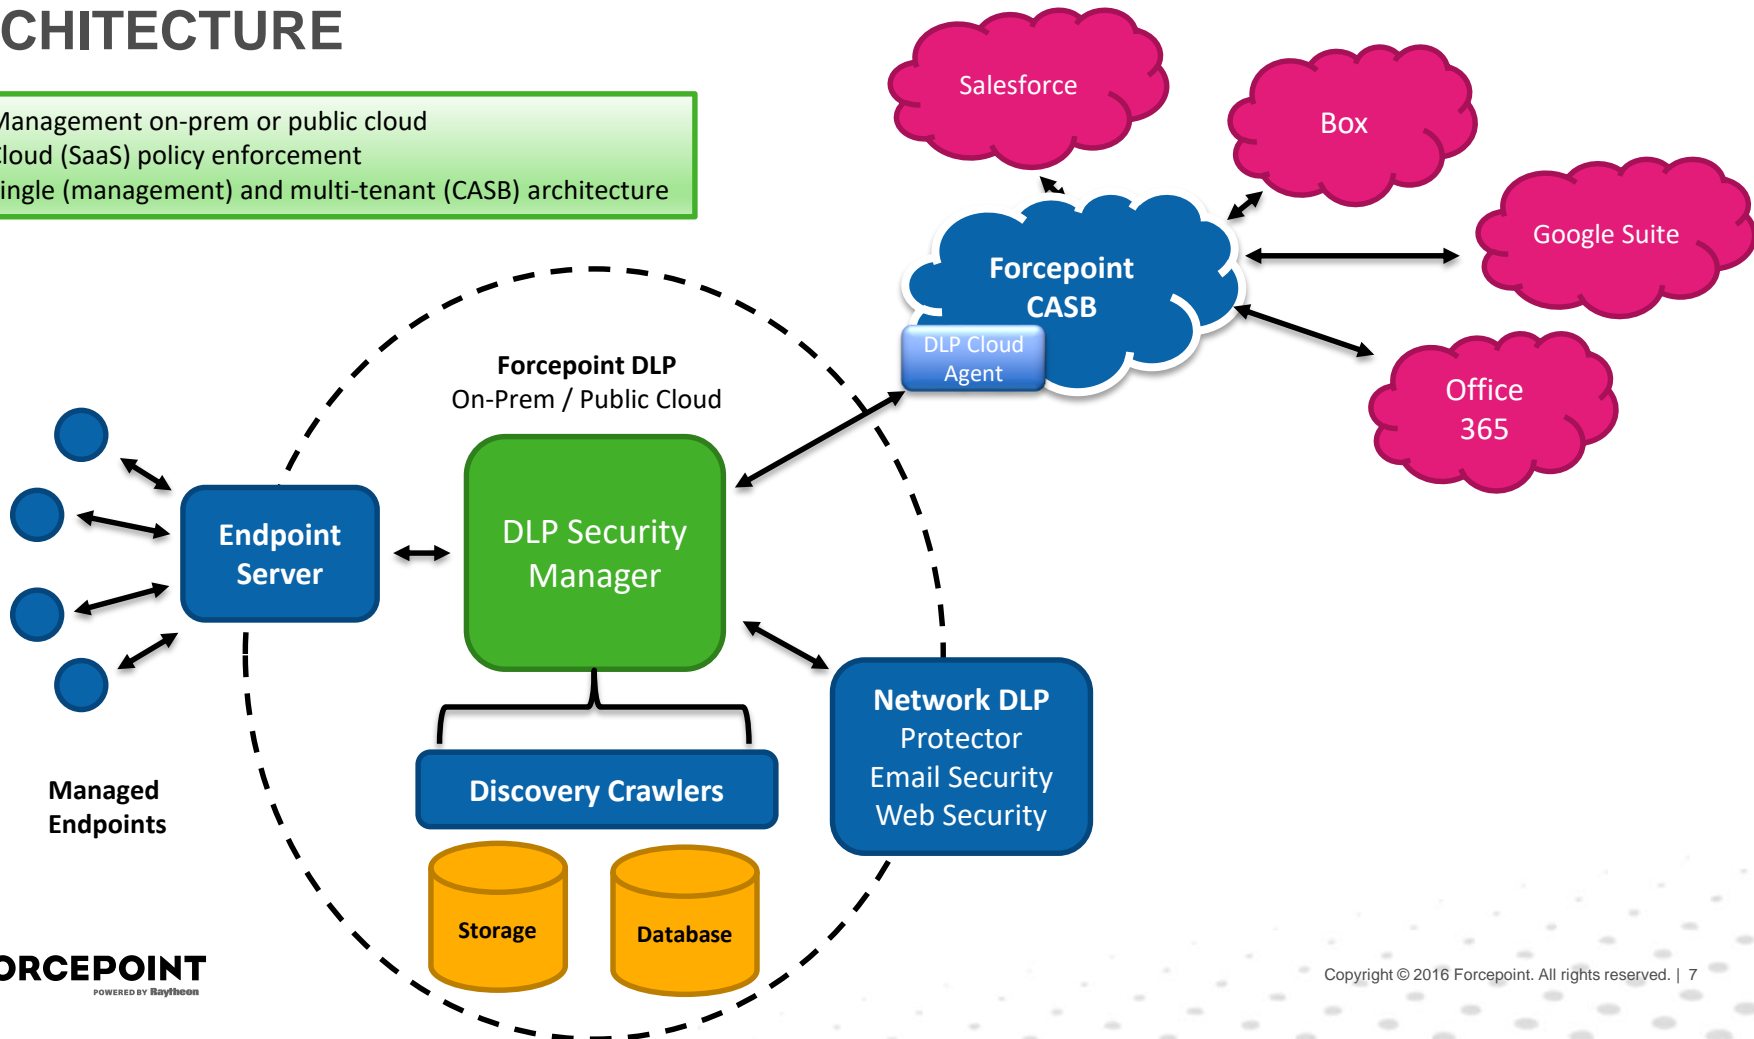 CHITECTURE
Management on-prem or public cloud
Cloud (SaaS) policy enforcement
ingle (management) and multi-tenant (CASB) architecture
Salesforce
Box
Google Suite
Forcepoint
CASB
DLP Cloud
Agent
Office
365
Forcepoint DLP
On-Prem / Public Cloud
Endpoint
Server
DLP Security
Manager
Network DLP
Protector
Email Security
Web Security
Discovery Crawlers
Managed
Endpoints
Storage
Database
ORCEPOINT
POWERED BY Raytheon
Copyright © 2016 Forcepoint. All rights reserved. | 7